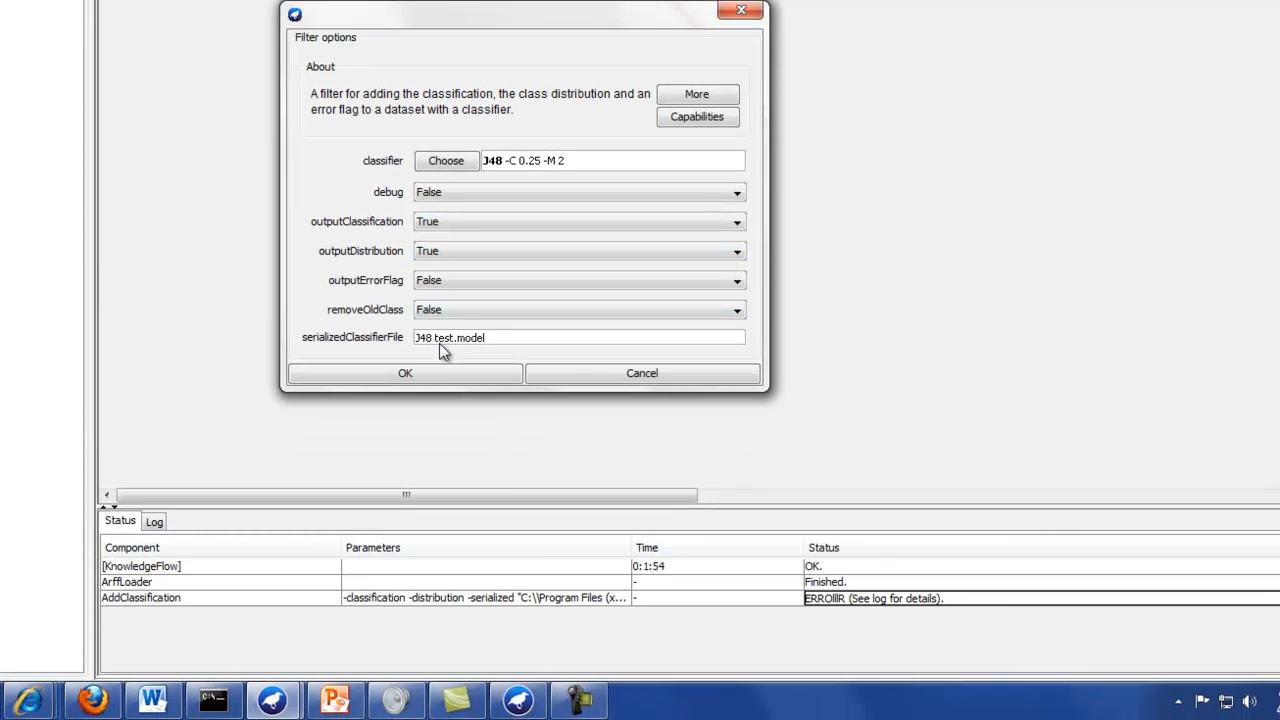 Filter options
About
A filter for adding the classification, the class distribution and an
error flag to a dataset with a classifier.
More
Capabilities
classifier Choose J48 -C 0.25 -M 2
debug False
outputClassification True
outputDistribution True
outputErrorFlag False
removeOldClass False
serializedClassifierFile J48 test.model
OK Cancel
Status Log
Component Parameters Time Status
[KnowledgeFlow] 0:1:54 OK.
ArffLoader - Finished.
AddClassification -classification -distribution -serialized "C:\\Program Files (x... - ERROlllR (See log for details).